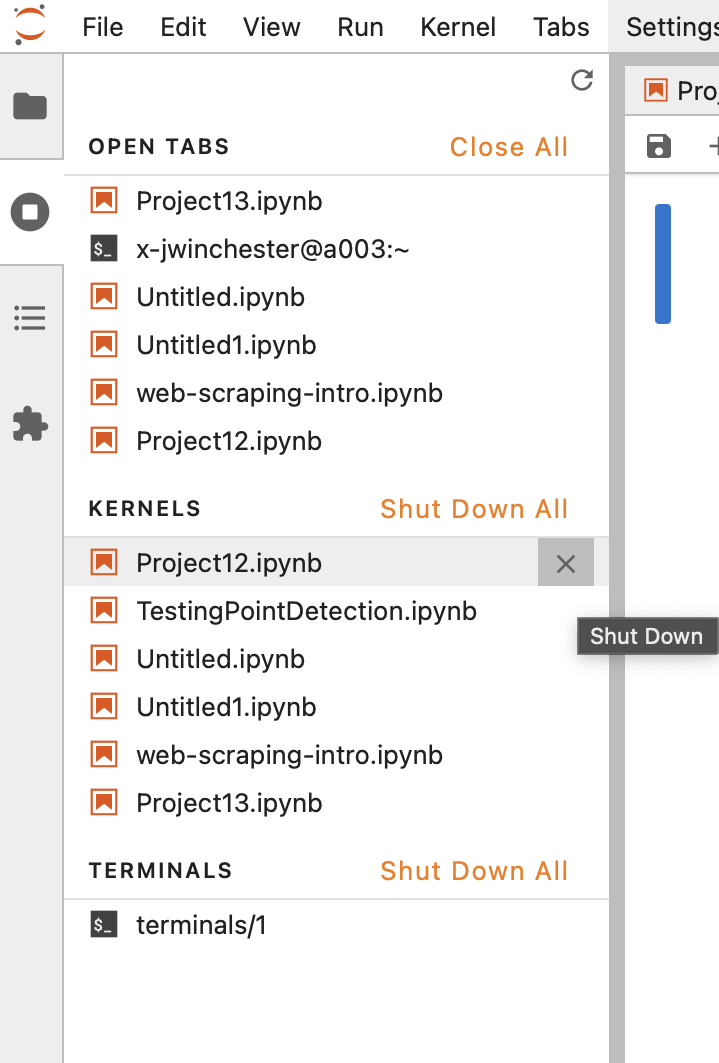 File Edit View Run Kernel Tabs Settings
OPEN TABS Close All
Project13.ipynb
$_ x-jwinchester@a003:~
Untitled.ipynb
Untitled1.ipynb
web-scraping-intro.ipynb
Project12.ipynb
KERNELS Shut Down All
Project12.ipynb
TestingPointDetection.ipynb
Shut Down
Untitled.ipynb
Untitled1.ipynb
web-scraping-intro.ipynb
Project13.ipynb
TERMINALS Shut Down All
$_ terminals/1